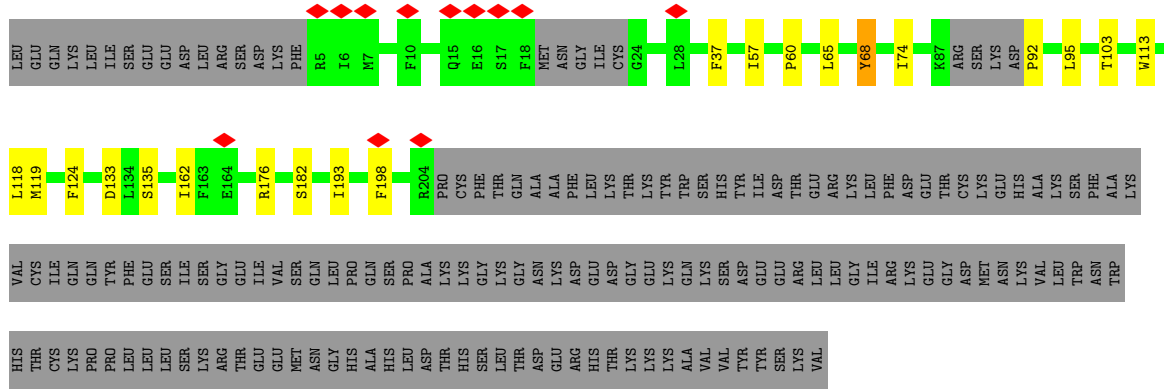 LEU GLU GLN LYS LEU ILE SER GLU GLU ASP LEU ARG SER ASP LYS PHE R5 I6 M7 F10 Q15 E16 S17 F18 MET ASN GLY ILE CYS G24 L28 F37 I57 P60 L65 Y68 I74 K87 ARG SER LYS ASP P92 L95 T103 W113
L118 M119 F124 D133 L134 S135 I162 F163 E164 R176 S182 I193 F198 R204 PRO CYS PHE THR GLN ALA ALA PHE LEU LYS THR LYS TYR TRP SER HIS TYR ILE ASP THR GLU ARG LYS LEU PHE ASP GLU THR CYS LYS GLU HIS ALA LYS SER PHE ALA LYS
VAL CYS ILE GLN GLN TYR PHE GLU SER ILE SER GLY GLU ILE VAL SER GLN LEU PRO GLN SER PRO ALA LYS LYS GLY LYS GLY ASN LYS ASP GLU ASP GLY GLU LYS GLN LYS SER ASP GLU GLU ARG LEU LEU GLY ILE ARG LYS GLU GLY ASP MET ASN LYS VAL LEU TRP ASN TRP
HIS THR CYS LYS PRO PRO LEU LEU LEU SER LYS ARG THR GLU GLU MET ASN GLY HIS ALA HIS LEU ASP THR HIS SER LEU THR ASP GLU ARG HIS THR LYS LYS LYS ALA VAL VAL TYR TYR SER LYS VAL